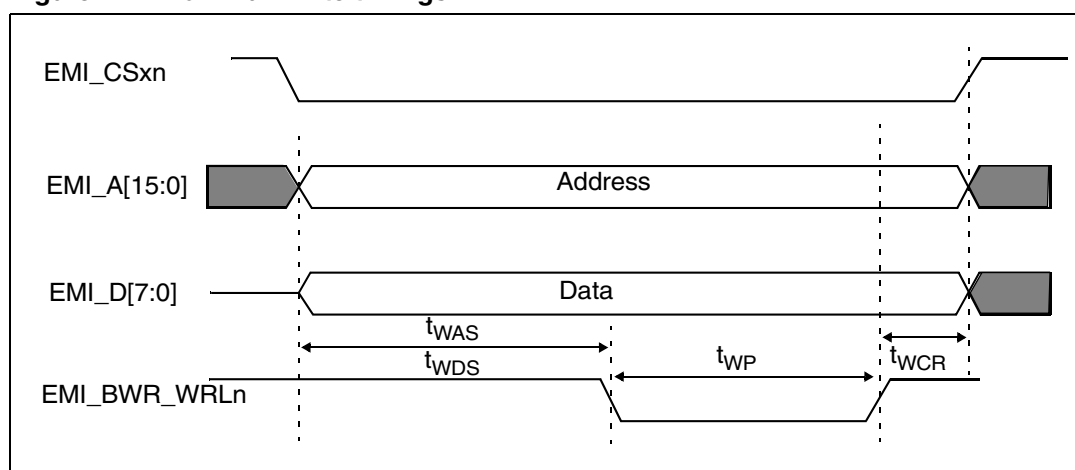 EMI_CSxn
EMI_A[15:0]
Address
EMI_D[7:0]
Data
tWAS
tWDS
tWP
tWCR
EMI_BWR_WRLn